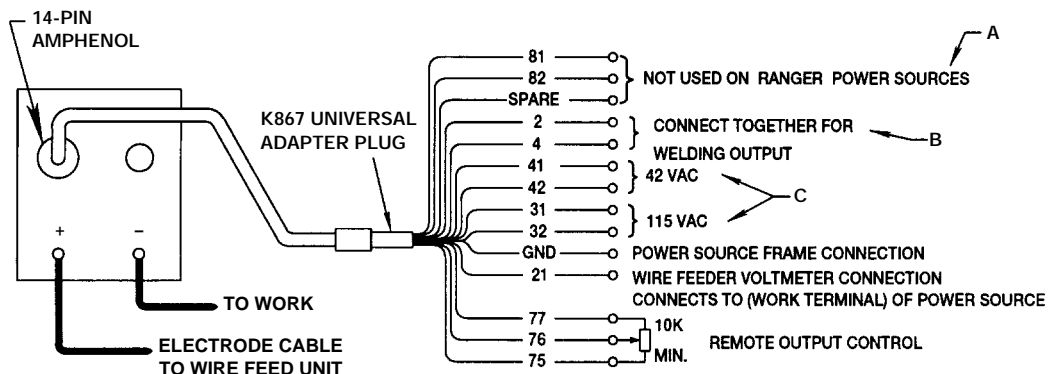 14-PIN
AMPHENOL
A
81
82
SPARE
NOT USED ON RANGER POWER SOURCES
K867 UNIVERSAL
ADAPTER PLUG
2
4
CONNECT TOGETHER FOR
WELDING OUTPUT
B
41
42
42 VAC
C
31
32
115 VAC
GND
POWER SOURCE FRAME CONNECTION
21
WIRE FEEDER VOLTMETER CONNECTION
CONNECTS TO (WORK TERMINAL) OF POWER SOURCE
+ −
TO WORK
77
76
75
10K
MIN.
REMOTE OUTPUT CONTROL
ELECTRODE CABLE
TO WIRE FEED UNIT